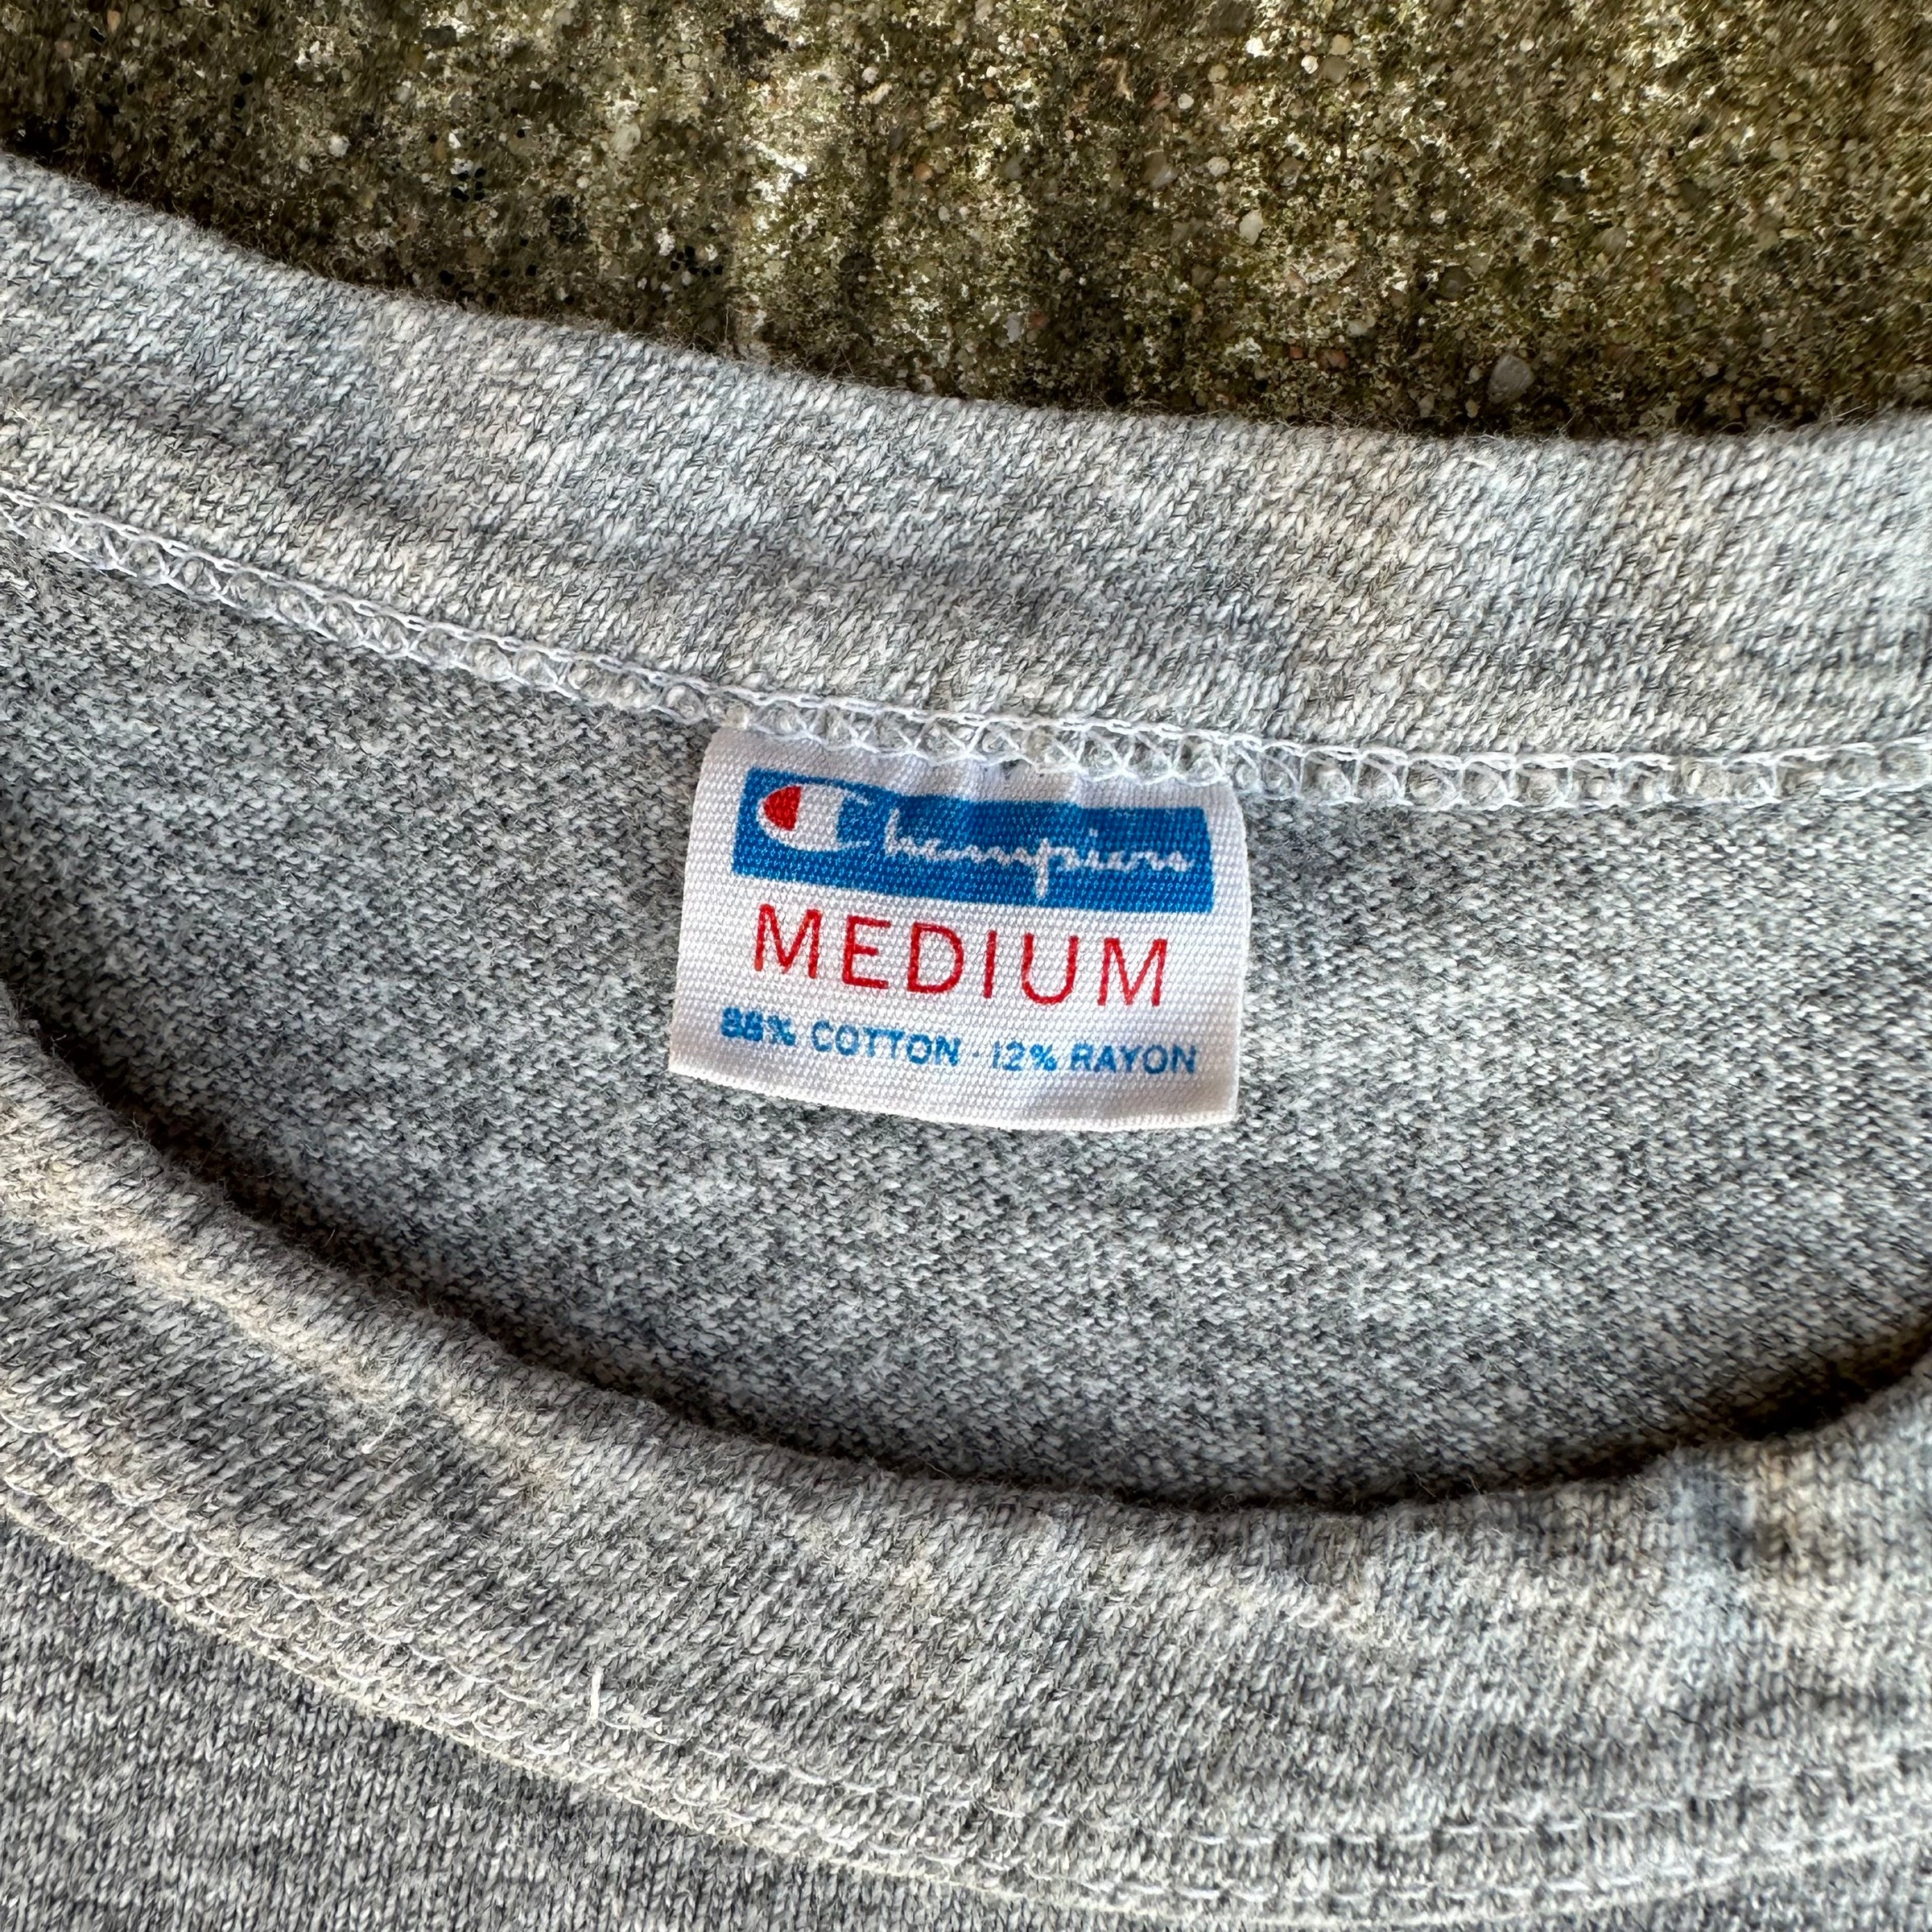 Champion
MEDIUM
88% COTTON · 12% RAYON